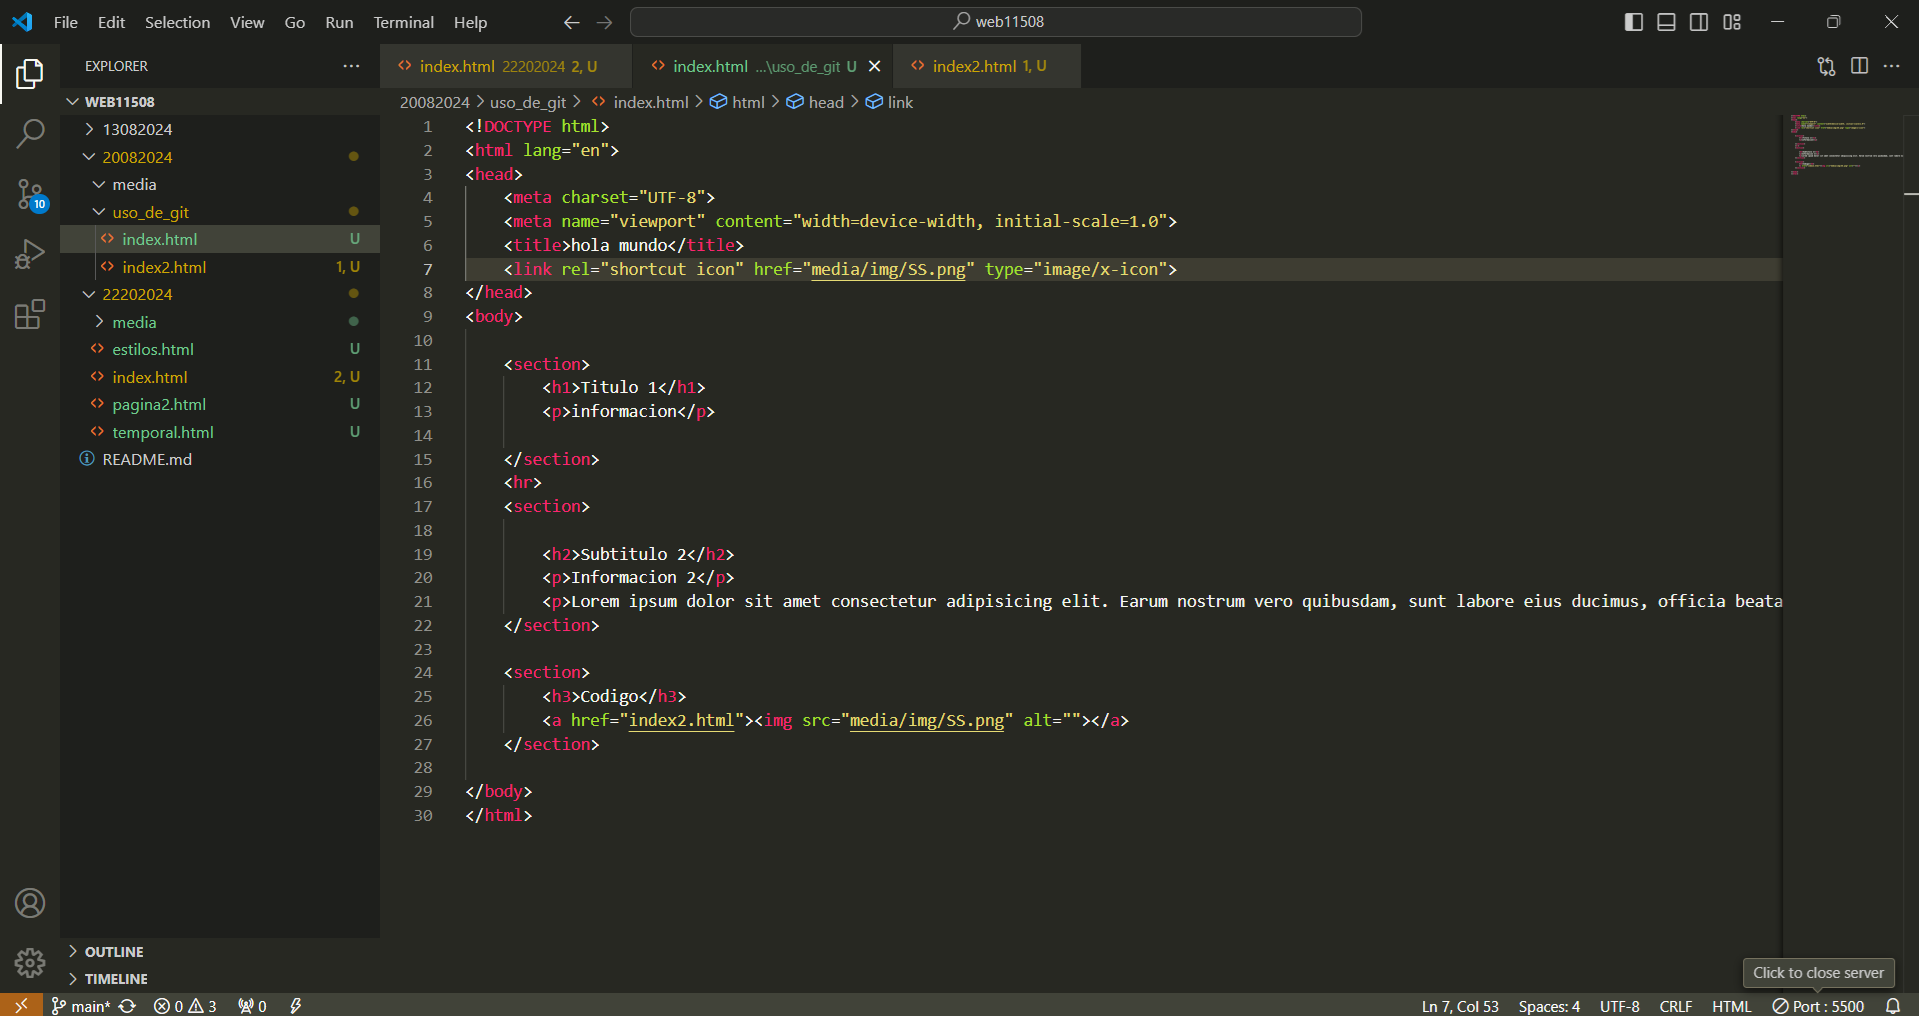 File Edit Selection View Go Run Terminal Help web11508
EXPLORER
WEB11508
13082024
20082024
media
uso_de_git
index.html U
index2.html 1, U
22202024
media
estilos.html U
index.html 2, U
pagina2.html U
temporal.html U
README.md
OUTLINE
TIMELINE
10
index.html 22202024 2, U index.html ...\uso_de_git U index2.html 1, U
20082024 > uso_de_git > index.html > html > head > link
1 <!DOCTYPE html>
2 <html lang="en">
3 <head>
4 <meta charset="UTF-8">
5 <meta name="viewport" content="width=device-width, initial-scale=1.0">
6 <title>hola mundo</title>
7 <link rel="shortcut icon" href="media/img/SS.png" type="image/x-icon">
8 </head>
9 <body>
10
11 <section>
12 <h1>Titulo 1</h1>
13 <p>informacion</p>
14
15 </section>
16 <hr>
17 <section>
18
19 <h2>Subtitulo 2</h2>
20 <p>Informacion 2</p>
21 <p>Lorem ipsum dolor sit amet consectetur adipisicing elit. Earum nostrum vero quibusdam, sunt labore eius ducimus, officia beata
22 </section>
23
24 <section>
25 <h3>Codigo</h3>
26 <a href="index2.html"><img src="media/img/SS.png" alt=""></a>
27 </section>
28
29 </body>
30 </html>
Click to close server
main* 0 3 0 Ln 7, Col 53 Spaces: 4 UTF-8 CRLF HTML Port : 5500